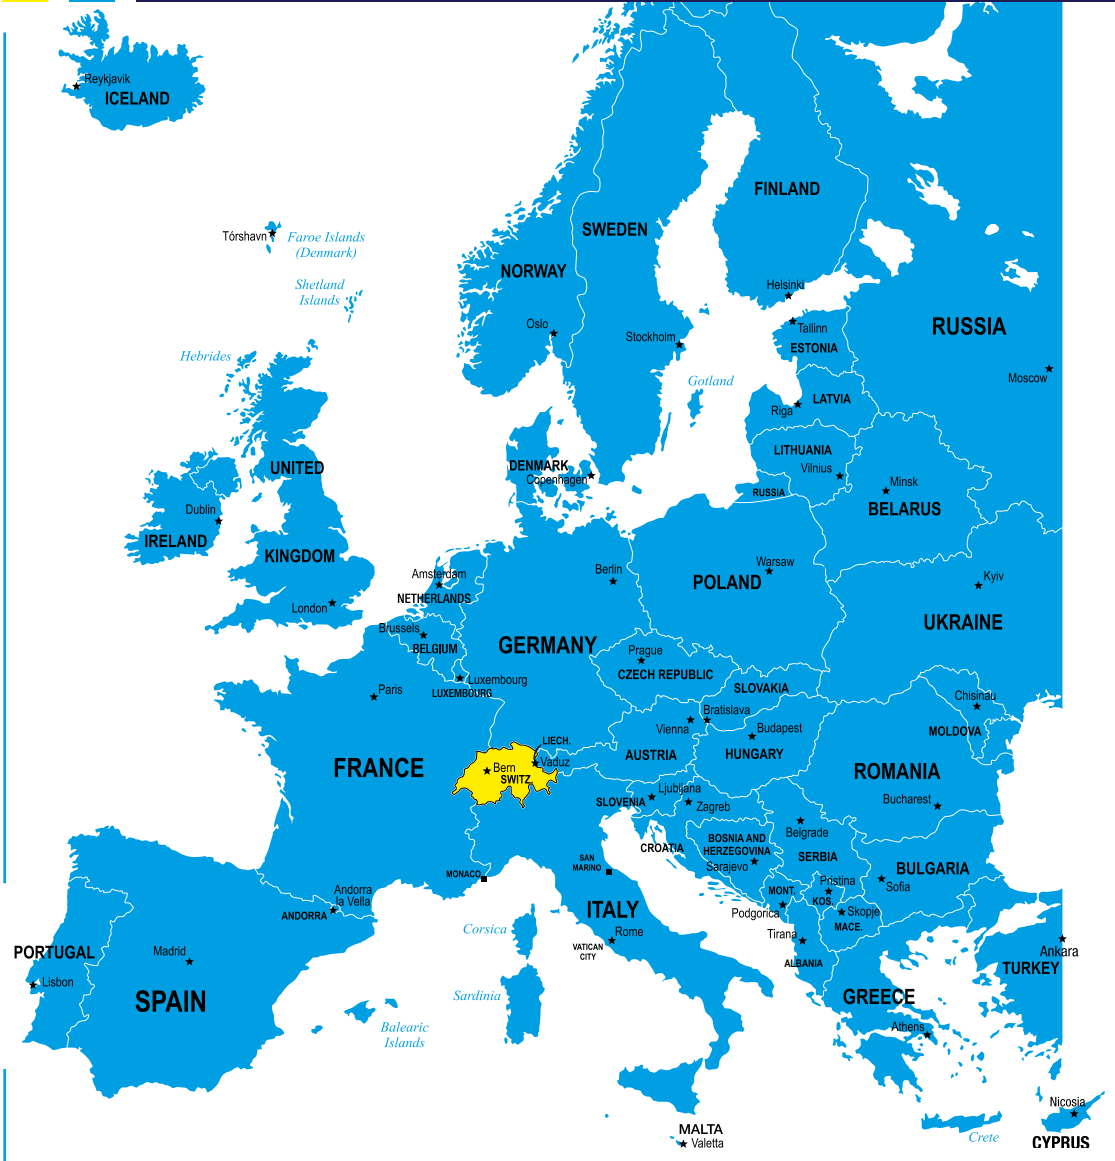 Reykjavik
ICELAND
FINLAND
SWEDEN
Tórshavn
Faroe Islands
(Denmark)
NORWAY
Shetland
Islands
Helsinki
Oslo
Stockholm
Tallinn
ESTONIA
RUSSIA
Hebrides
Moscow
Gotland
Riga
LATVIA
LITHUANIA
Vilnius
UNITED
DENMARK
Copenhagen
RUSSIA
Minsk
BELARUS
Dublin
IRELAND
KINGDOM
Amsterdam
NETHERLANDS
Berlin
Warsaw
POLAND
Kyiv
London
UKRAINE
Brussels
BELGIUM
GERMANY
Prague
CZECH REPUBLIC
Luxembourg
LUXEMBOURG
Paris
SLOVAKIA
Chisinau
Bratislava
Vienna
Budapest
MOLDOVA
LIECH.
Vaduz
AUSTRIA
HUNGARY
FRANCE
Bern
SWITZ.
ROMANIA
Ljubljana
SLOVENIA
Zagreb
Bucharest
Belgrade
BOSNIA AND
HERZEGOVINA
CROATIA
SERBIA
Sarajevo
SAN
MARINO
MONACO
BULGARIA
Pristina
Sofia
Andorra
la Vella
ANDORRA
MONT.
KOS.
ITALY
Podgorica
Skopje
MACE.
Corsica
Rome
Tirana
PORTUGAL
Madrid
VATICAN
CITY
ALBANIA
Ankara
TURKEY
Lisbon
SPAIN
Sardinia
GREECE
Balearic
Islands
Athens
Nicosia
MALTA
Valetta
Crete
CYPRUS